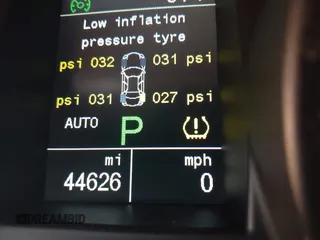 Low inflation
pressure tyre
psi 032 031 psi
psi 031 027 psi
AUTO P
mi mph
44626 0
DREAMBID